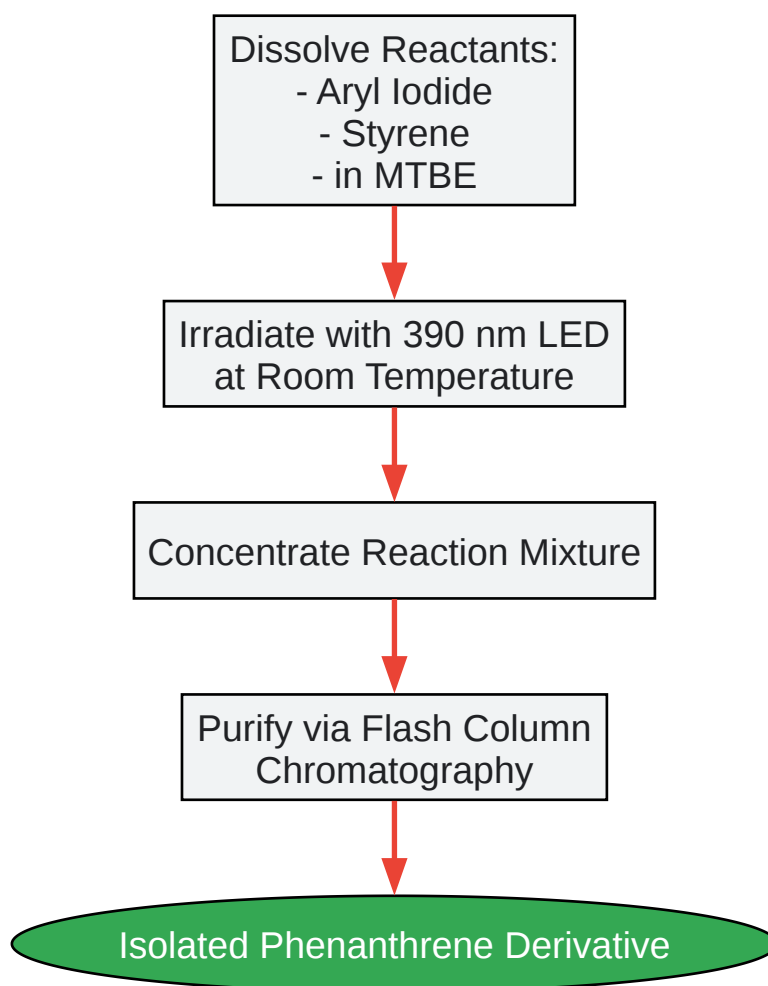 Dissolve Reactants:
- Aryl Iodide
- Styrene
- in MTBE
Irradiate with 390 nm LED
at Room Temperature
Concentrate Reaction Mixture
Purify via Flash Column
Chromatography
Isolated Phenanthrene Derivative